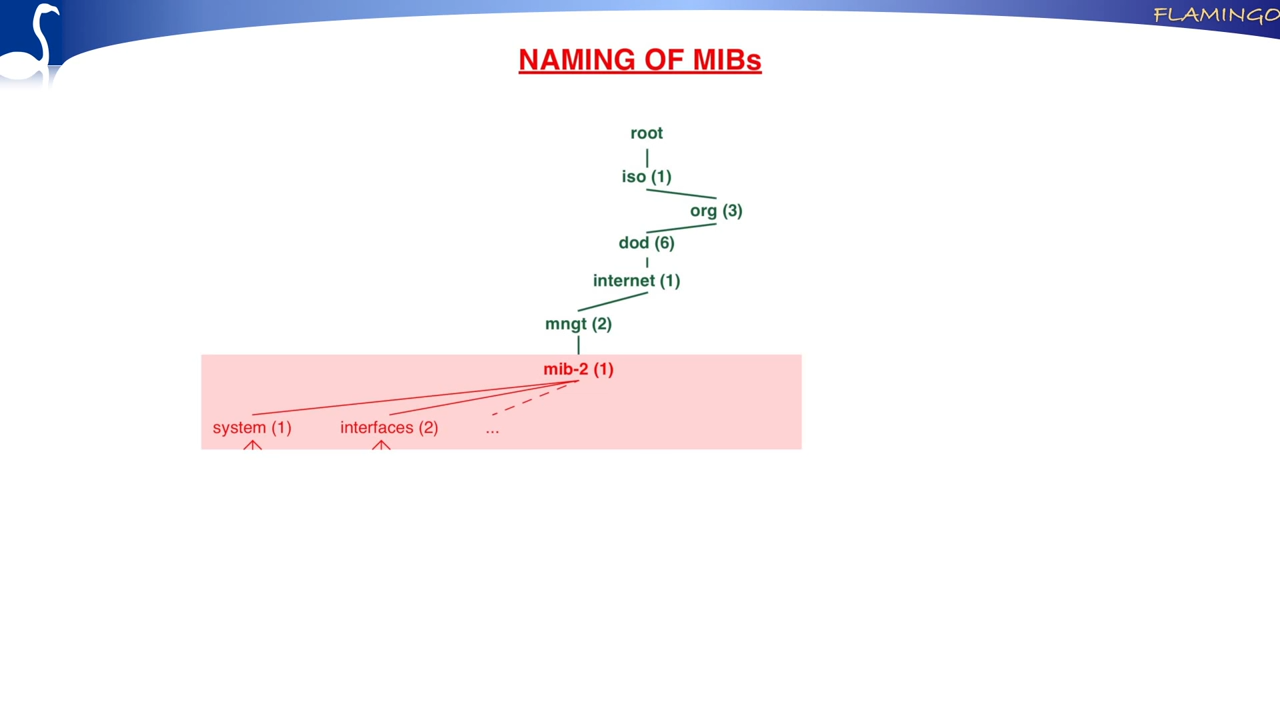 FLAMINGO
NAMING OF MIBs
root
iso (1)
org (3)
dod (6)
internet (1)
mngt (2)
mib-2 (1)
system (1) interfaces (2) ...